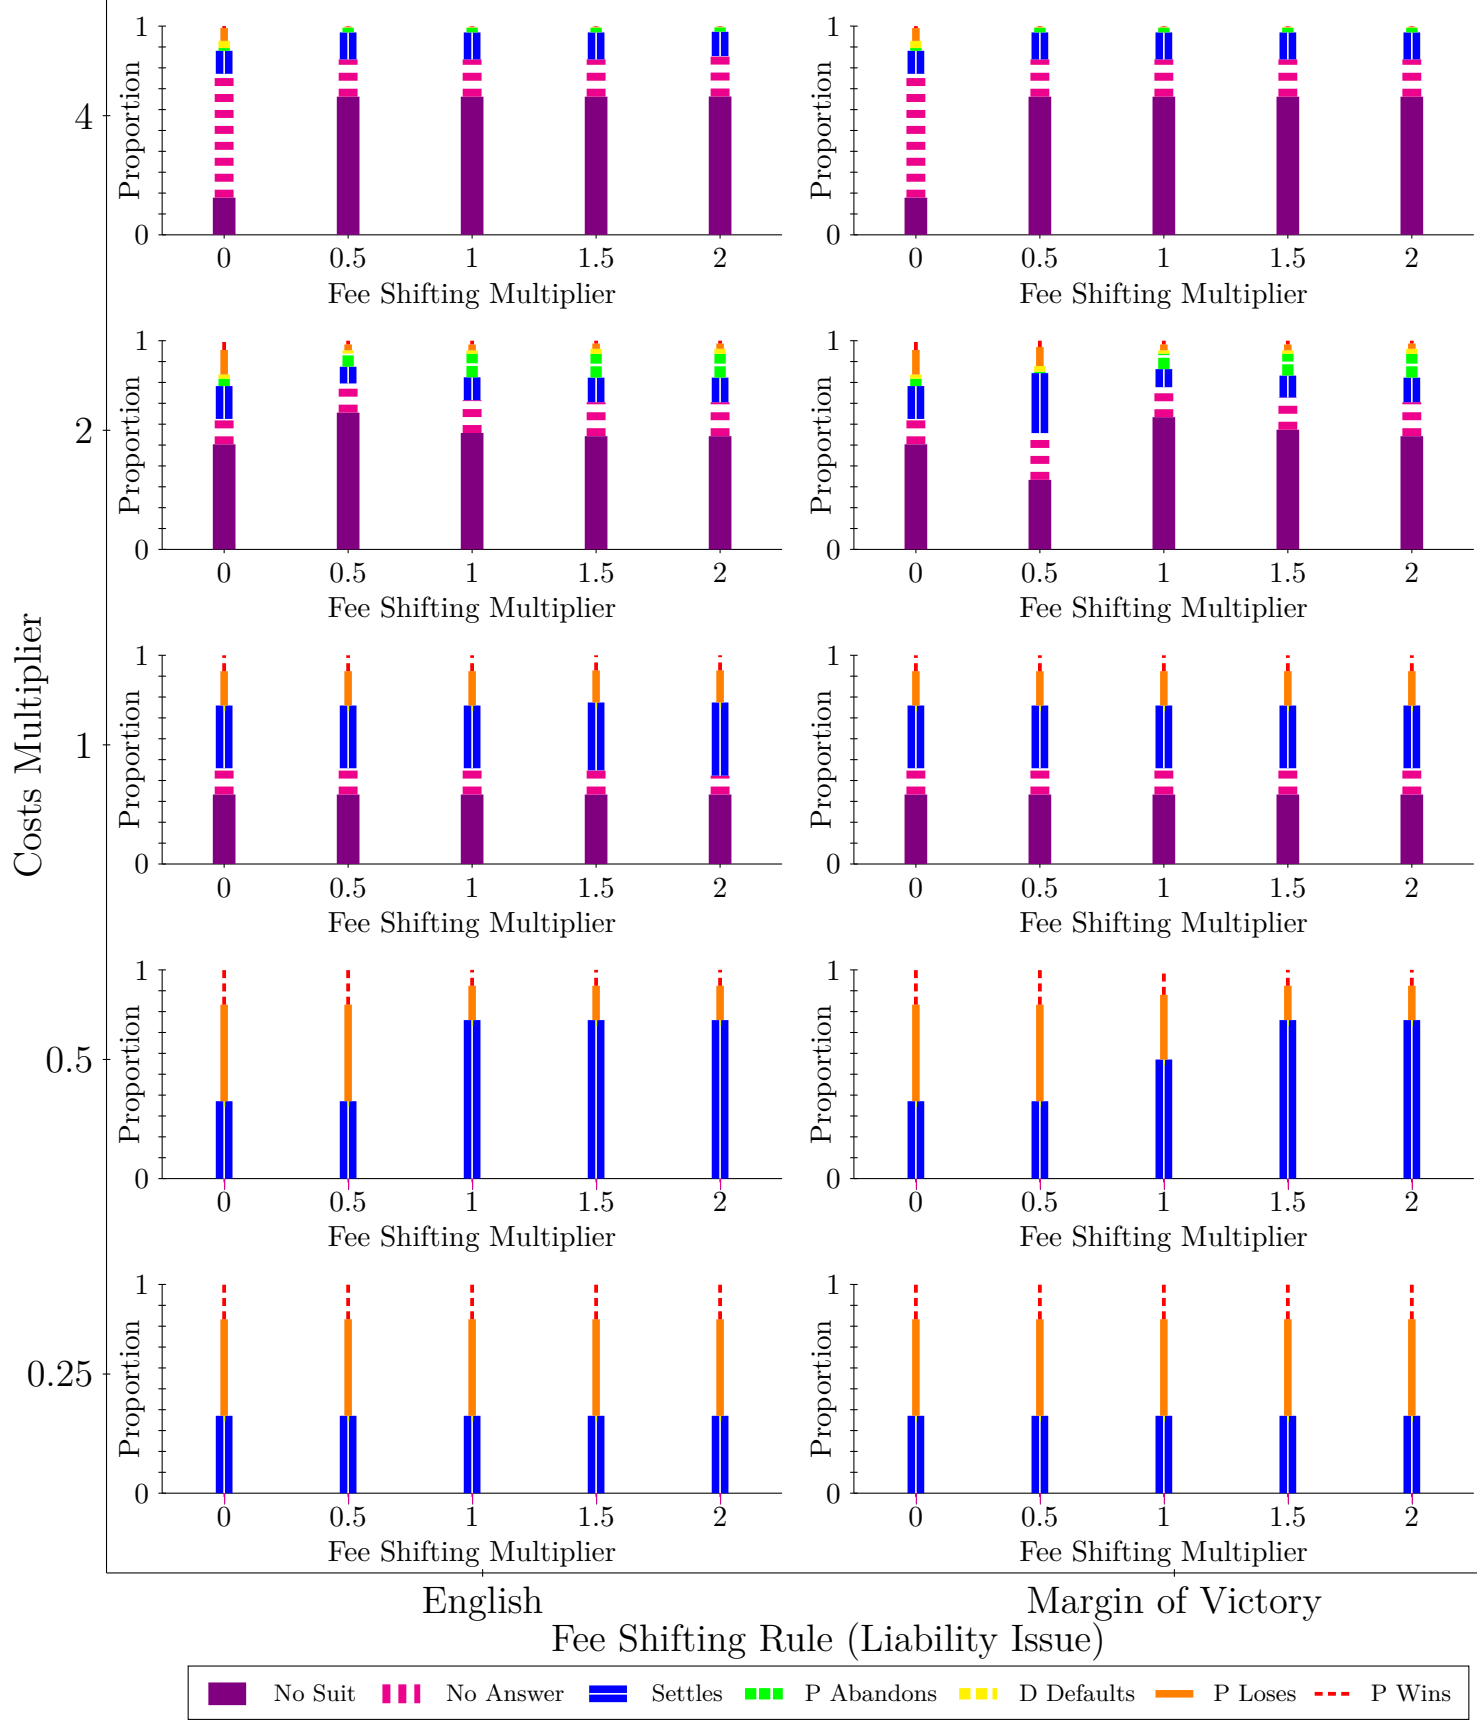 Costs Multiplier
4
Proportion
1
0
0 0.5 1 1.5 2
Fee Shifting Multiplier
Proportion
1
0
0 0.5 1 1.5 2
Fee Shifting Multiplier
2
Proportion
1
0
0 0.5 1 1.5 2
Fee Shifting Multiplier
Proportion
1
0
0 0.5 1 1.5 2
Fee Shifting Multiplier
1
Proportion
1
0
0 0.5 1 1.5 2
Fee Shifting Multiplier
Proportion
1
0
0 0.5 1 1.5 2
Fee Shifting Multiplier
0.5
Proportion
1
0
0 0.5 1 1.5 2
Fee Shifting Multiplier
Proportion
1
0
0 0.5 1 1.5 2
Fee Shifting Multiplier
0.25
Proportion
1
0
0 0.5 1 1.5 2
Fee Shifting Multiplier
Proportion
1
0
0 0.5 1 1.5 2
Fee Shifting Multiplier
English
Margin of Victory
Fee Shifting Rule (Liability Issue)
No Suit No Answer Settles P Abandons D Defaults P Loses P Wins